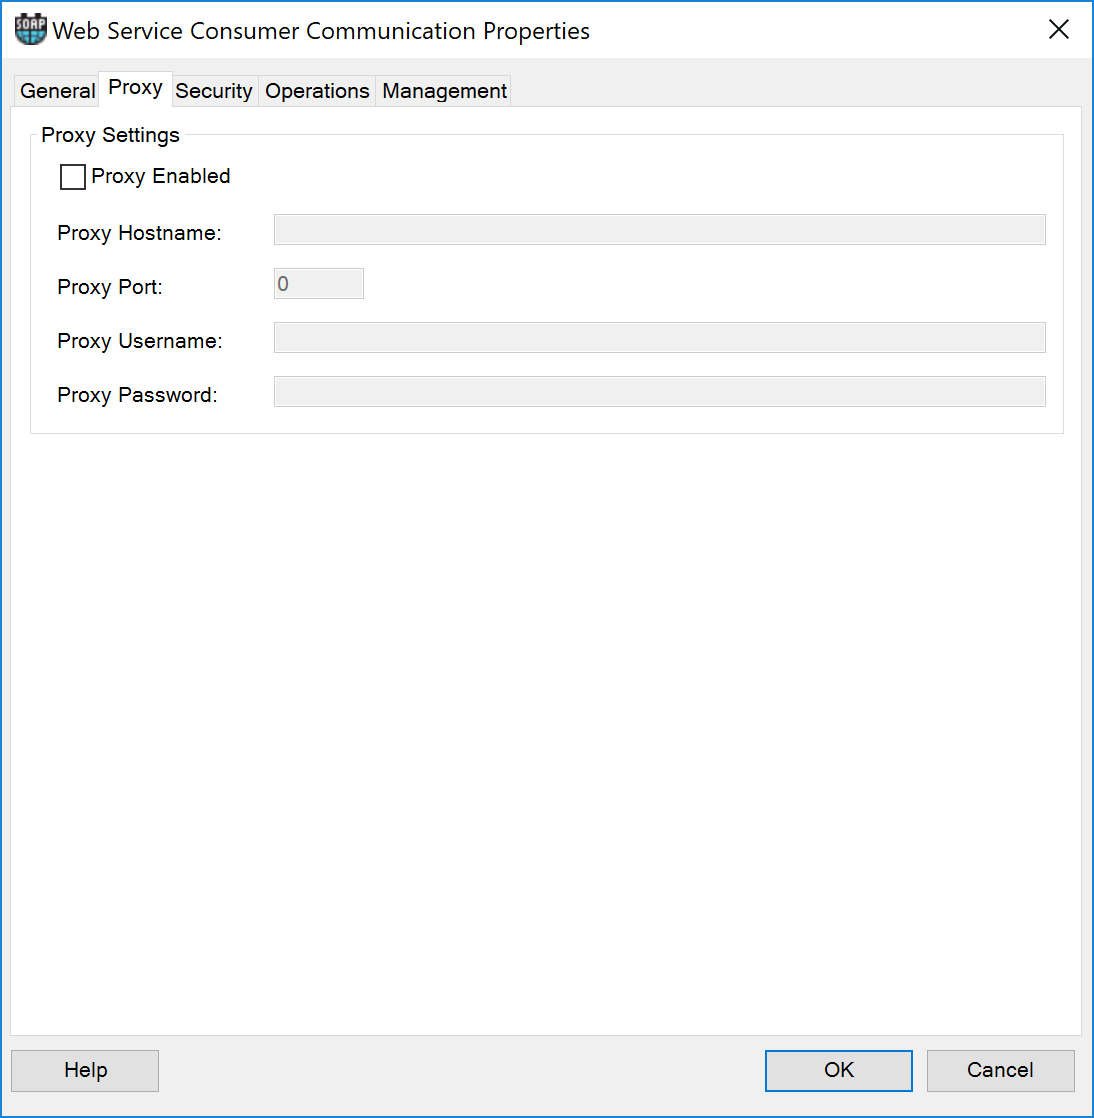 SOAP
Web Service Consumer Communication Properties
General Proxy Security Operations Management
Proxy Settings
Proxy Enabled
Proxy Hostname:
Proxy Port: 0
Proxy Username:
Proxy Password:
Help OK Cancel